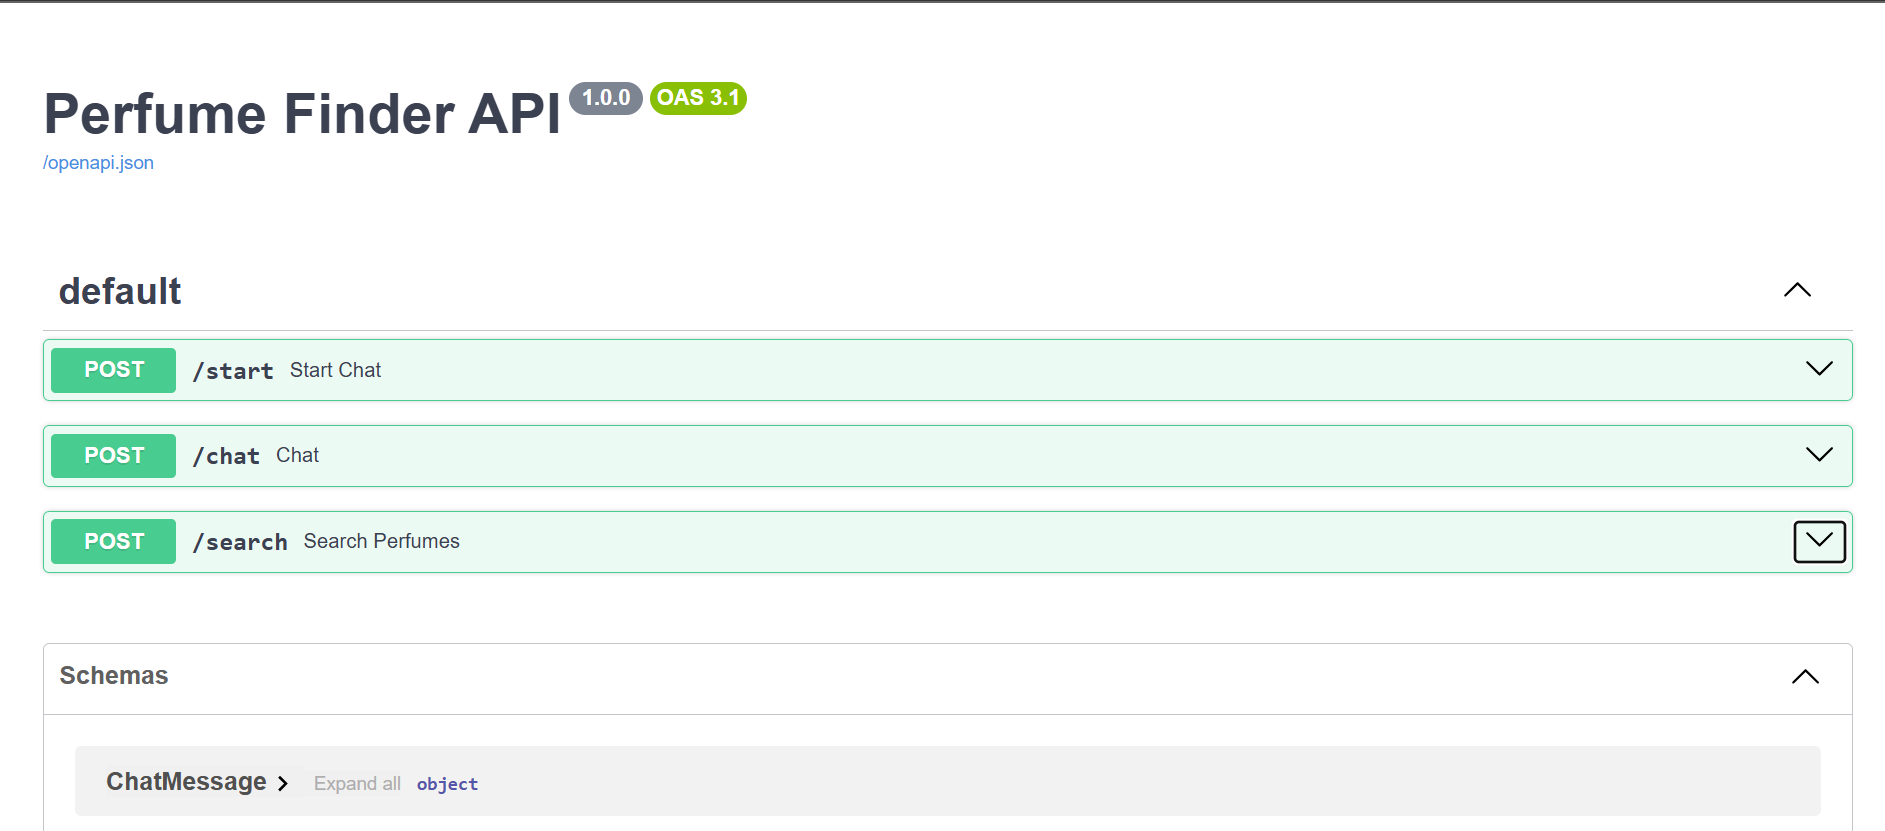 Perfume Finder API 1.0.0 OAS 3.1
/openapi.json
default
POST /start Start Chat
POST /chat Chat
POST /search Search Perfumes
Schemas
ChatMessage Expand all object